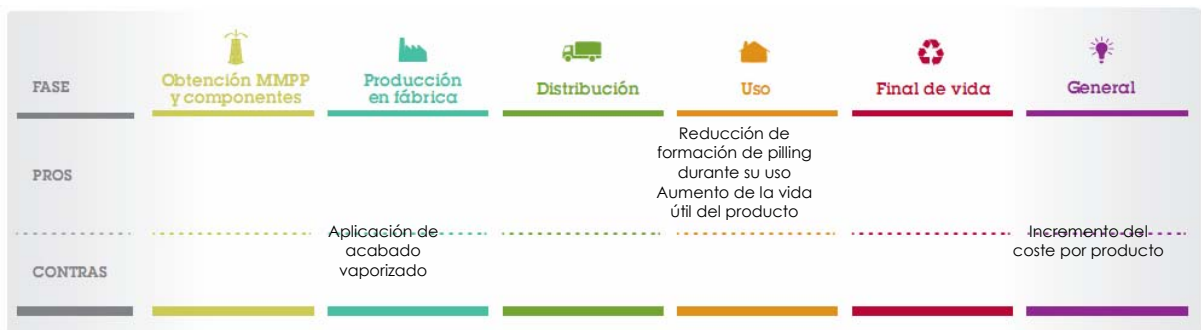 FASE
Obtención MMPP
y componentes
Producción
en fábrica
Distribución
Uso
Final de vida
General
PROS
Reducción de
formación de pilling
durante su uso
Aumento de la vida
útil del producto
CONTRAS
Aplicación de
acabado
vaporizado
Incremento del
coste por producto